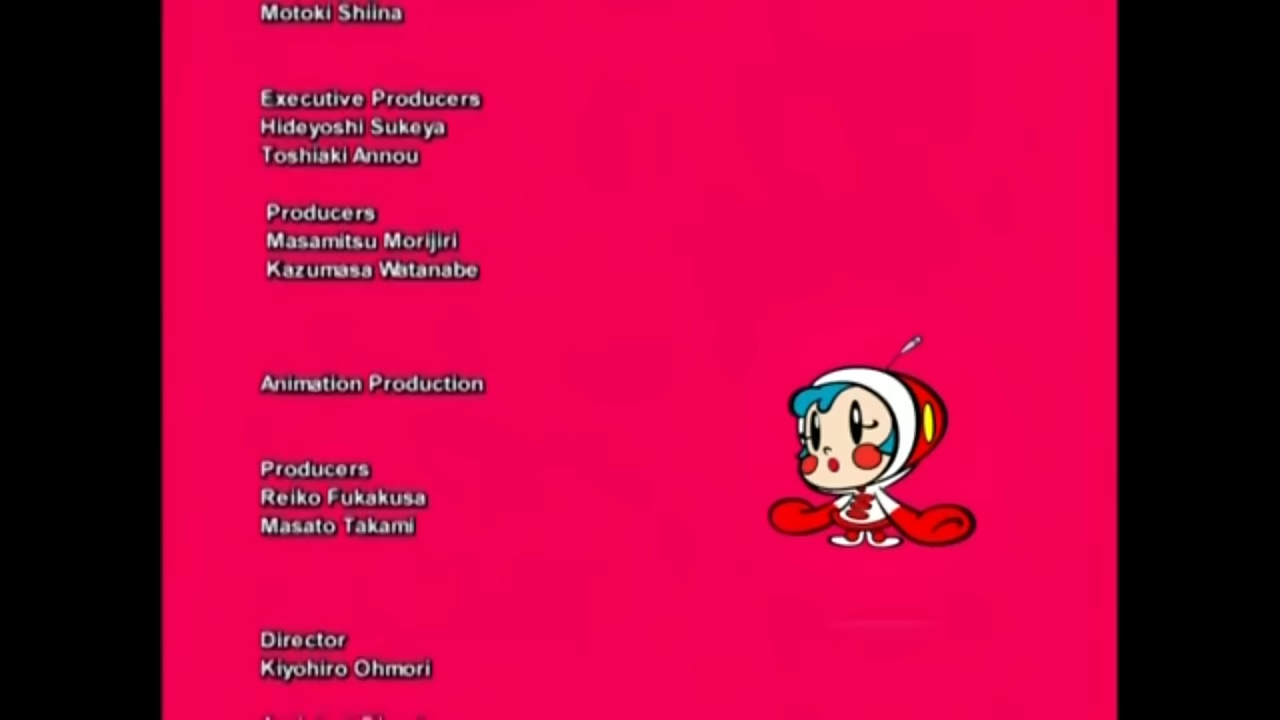 Motoki Shiina
Executive Producers
Hideyoshi Sukeya
Toshiaki Annou
Producers
Masamitsu Morijiri
Kazumasa Watanabe
Animation Production
Producers
Reiko Fukakusa
Masato Takami
Director
Kiyohiro Ohmori